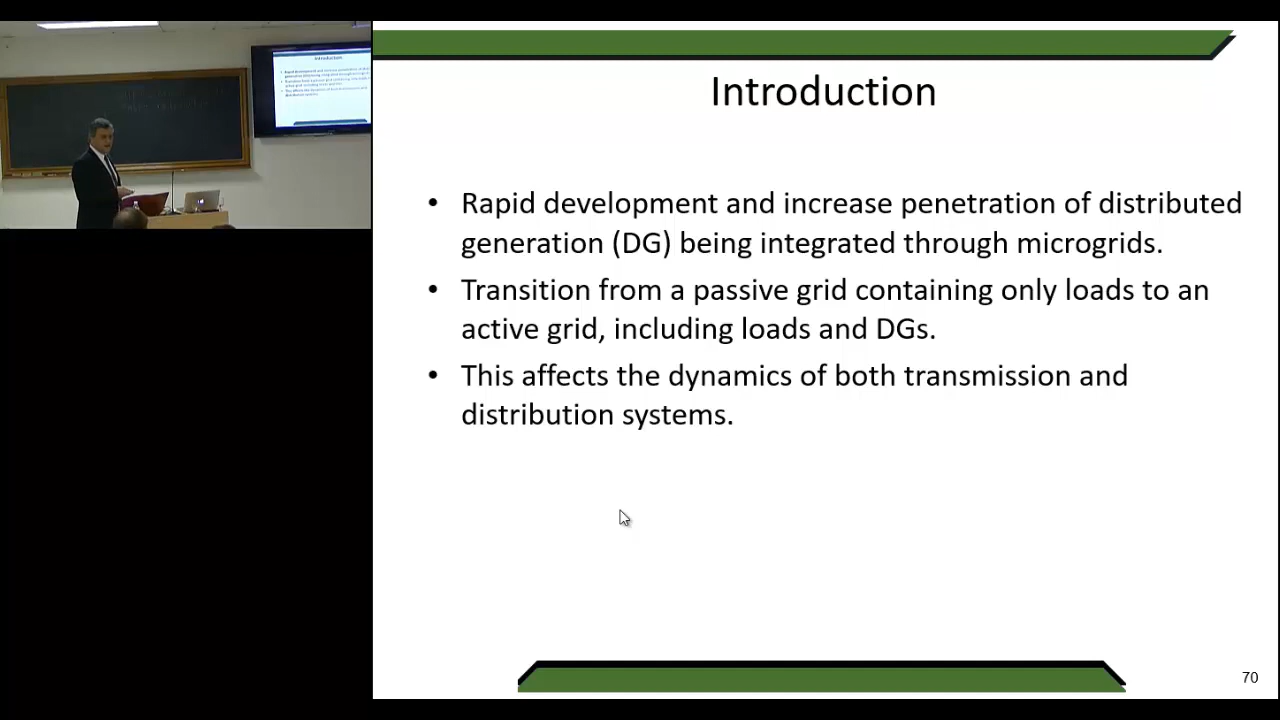 Introduction
• Rapid development and increase penetration of distributed
generation (DG) being integrated through microgrids.
• Transition from a passive grid containing only loads to an
active grid, including loads and DGs.
• This affects the dynamics of both transmission and
distribution systems.
70